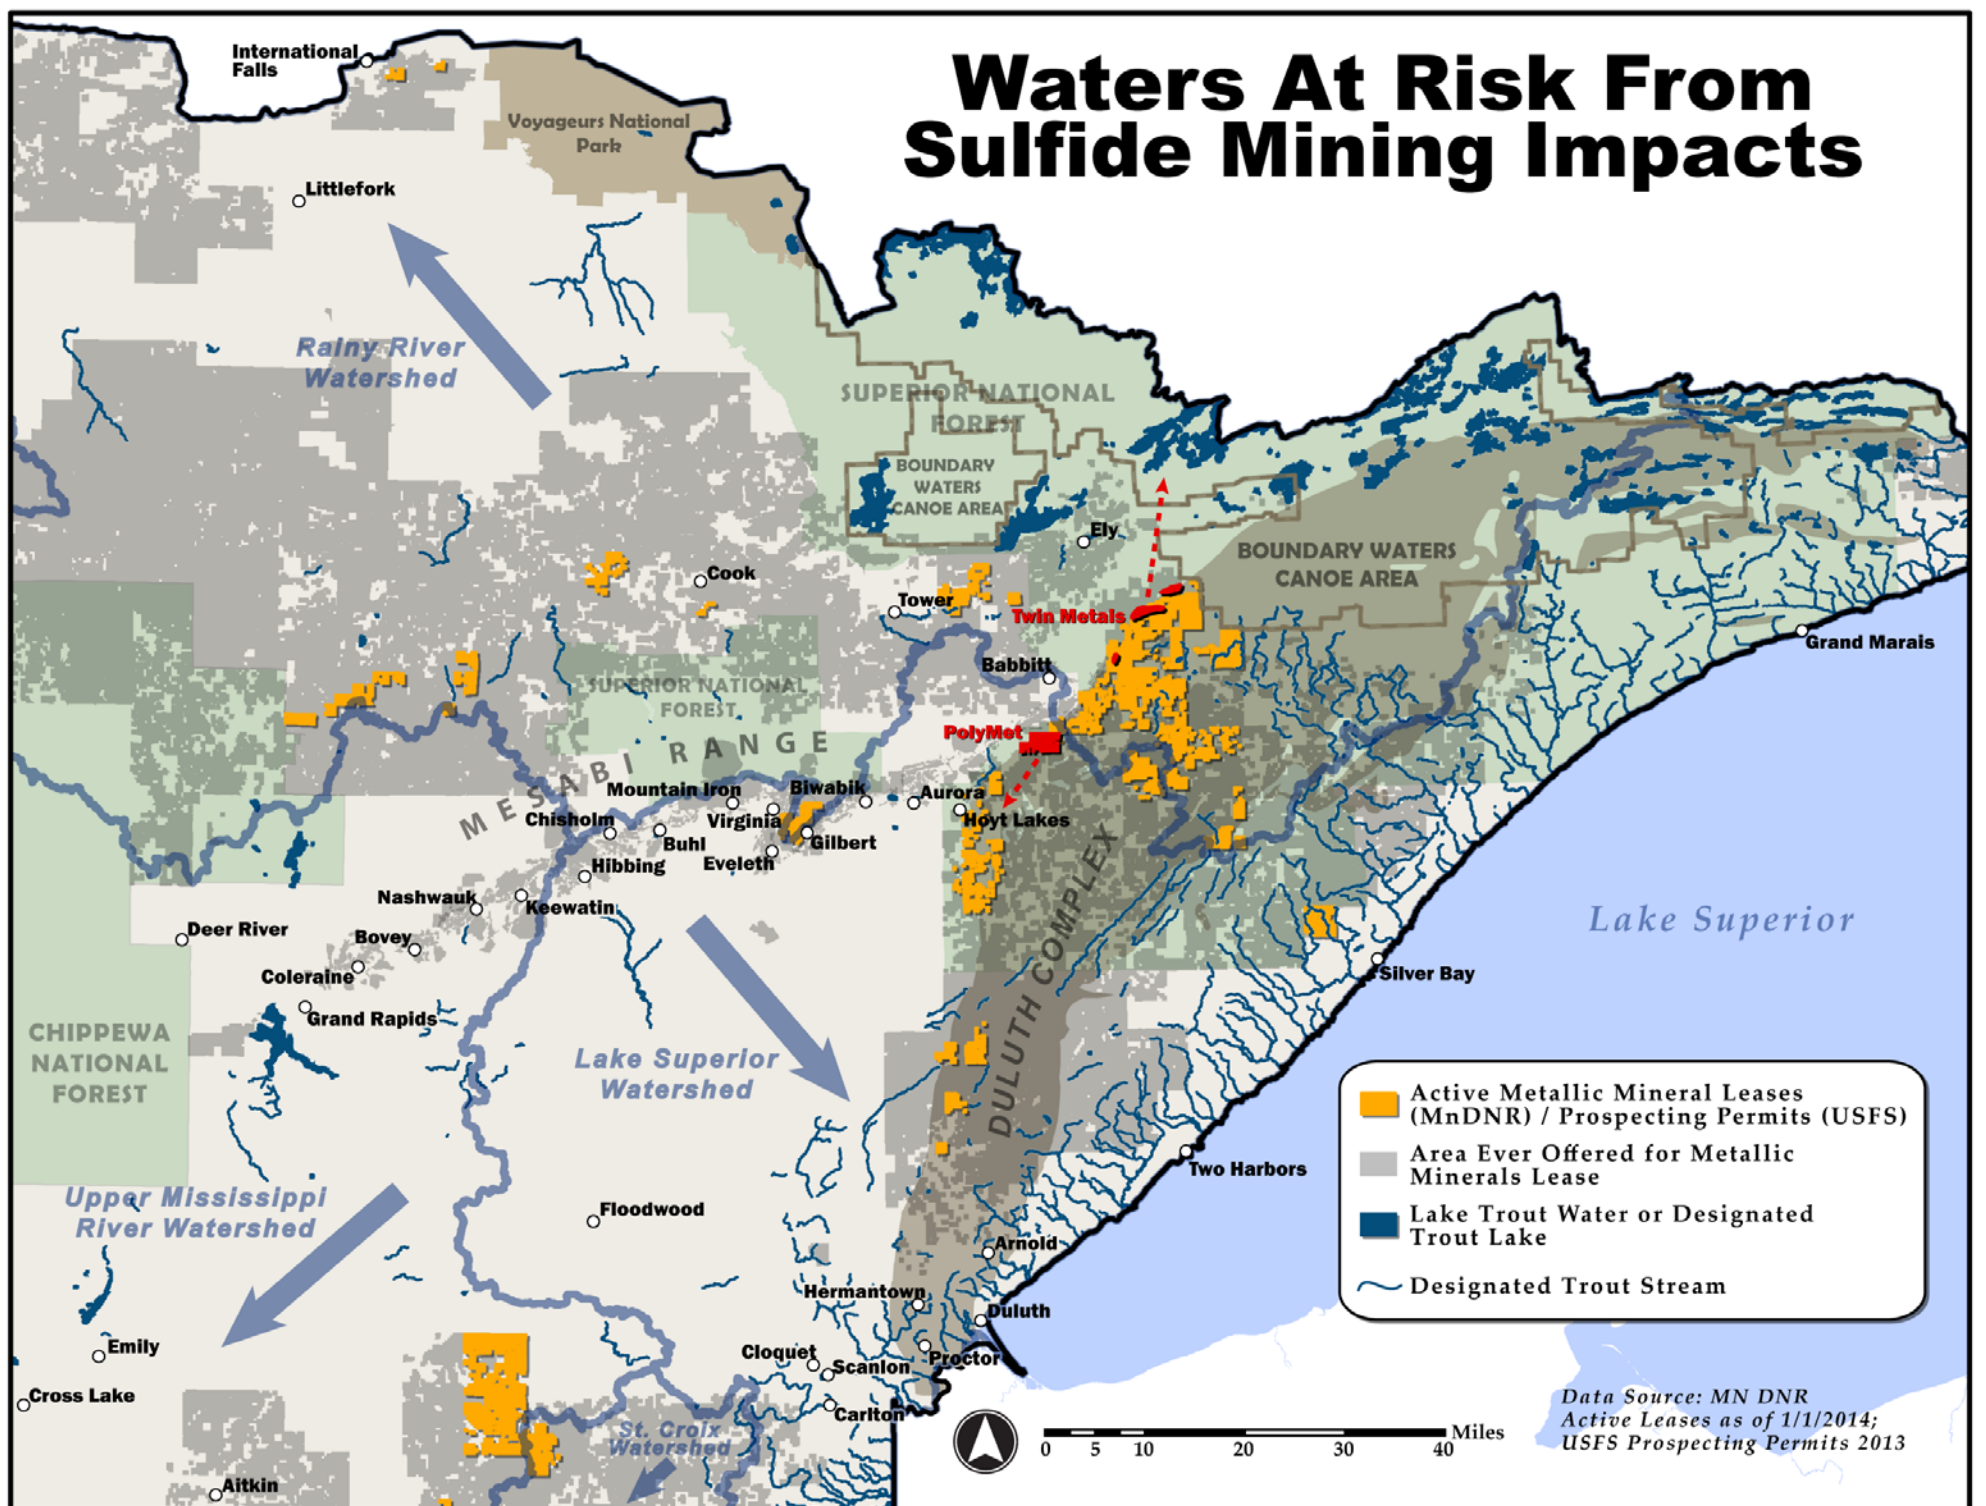 Waters At Risk From
Sulfide Mining Impacts
International
Falls
Voyageurs National
Park
Littlefork
Rainy River
Watershed
SUPERIOR NATIONAL
FOREST
BOUNDARY
WATERS
CANOE AREA
Ely
BOUNDARY WATERS
CANOE AREA
Cook
Tower
Twin Metals
Grand Marais
Babbitt
SUPERIOR NATIONAL
FOREST
PolyMet
MESABI RANGE
Mountain Iron
Biwabik
Aurora
Chisholm
Virginia
Hoyt Lakes
Buhl
Gilbert
Eveleth
Hibbing
Nashwauk
Keewatin
Deer River
Bovey
Coleraine
Grand Rapids
DULUTH COMPLEX
Lake Superior
Silver Bay
CHIPPEWA
NATIONAL
FOREST
Lake Superior
Watershed
Two Harbors
Upper Mississippi
River Watershed
Floodwood
Arnold
Hermantown
Duluth
Emily
Cloquet
Scanlon
Proctor
Cross Lake
Carlton
St. Croix
Watershed
Aitkin
Active Metallic Mineral Leases
(MnDNR) / Prospecting Permits (USFS)
Area Ever Offered for Metallic
Minerals Lease
Lake Trout Water or Designated
Trout Lake
Designated Trout Stream
Data Source: MN DNR
Active Leases as of 1/1/2014;
USFS Prospecting Permits 2013
Miles
0 5 10 20 30 40